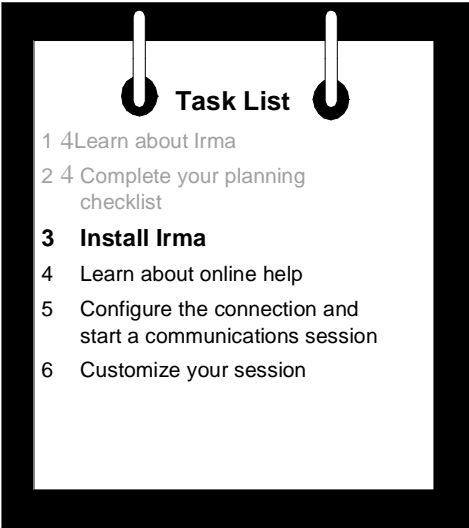 Task List
1 4Learn about Irma
2 4 Complete your planning
checklist
3 Install Irma
4 Learn about online help
5 Configure the connection and
start a communications session
6 Customize your session